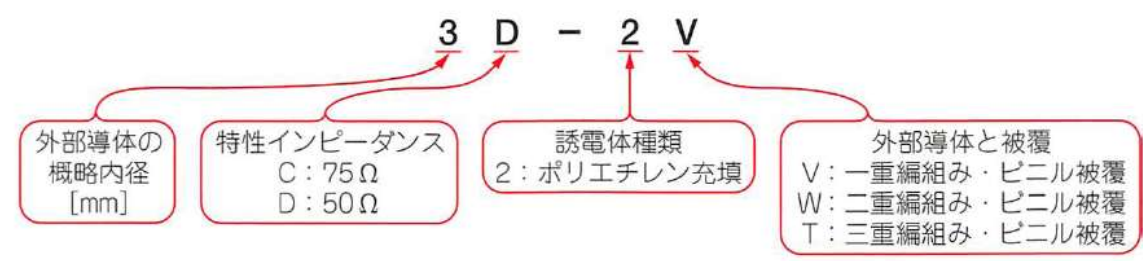 3 D - 2 V
外部導体の
概略内径
[mm]
特性インピーダンス
C：75Ω
D：50Ω
誘電体種類
2：ポリエチレン充填
外部導体と被覆
V：一重編組み・ビニル被覆
W：二重編組み・ビニル被覆
T：三重編組み・ビニル被覆